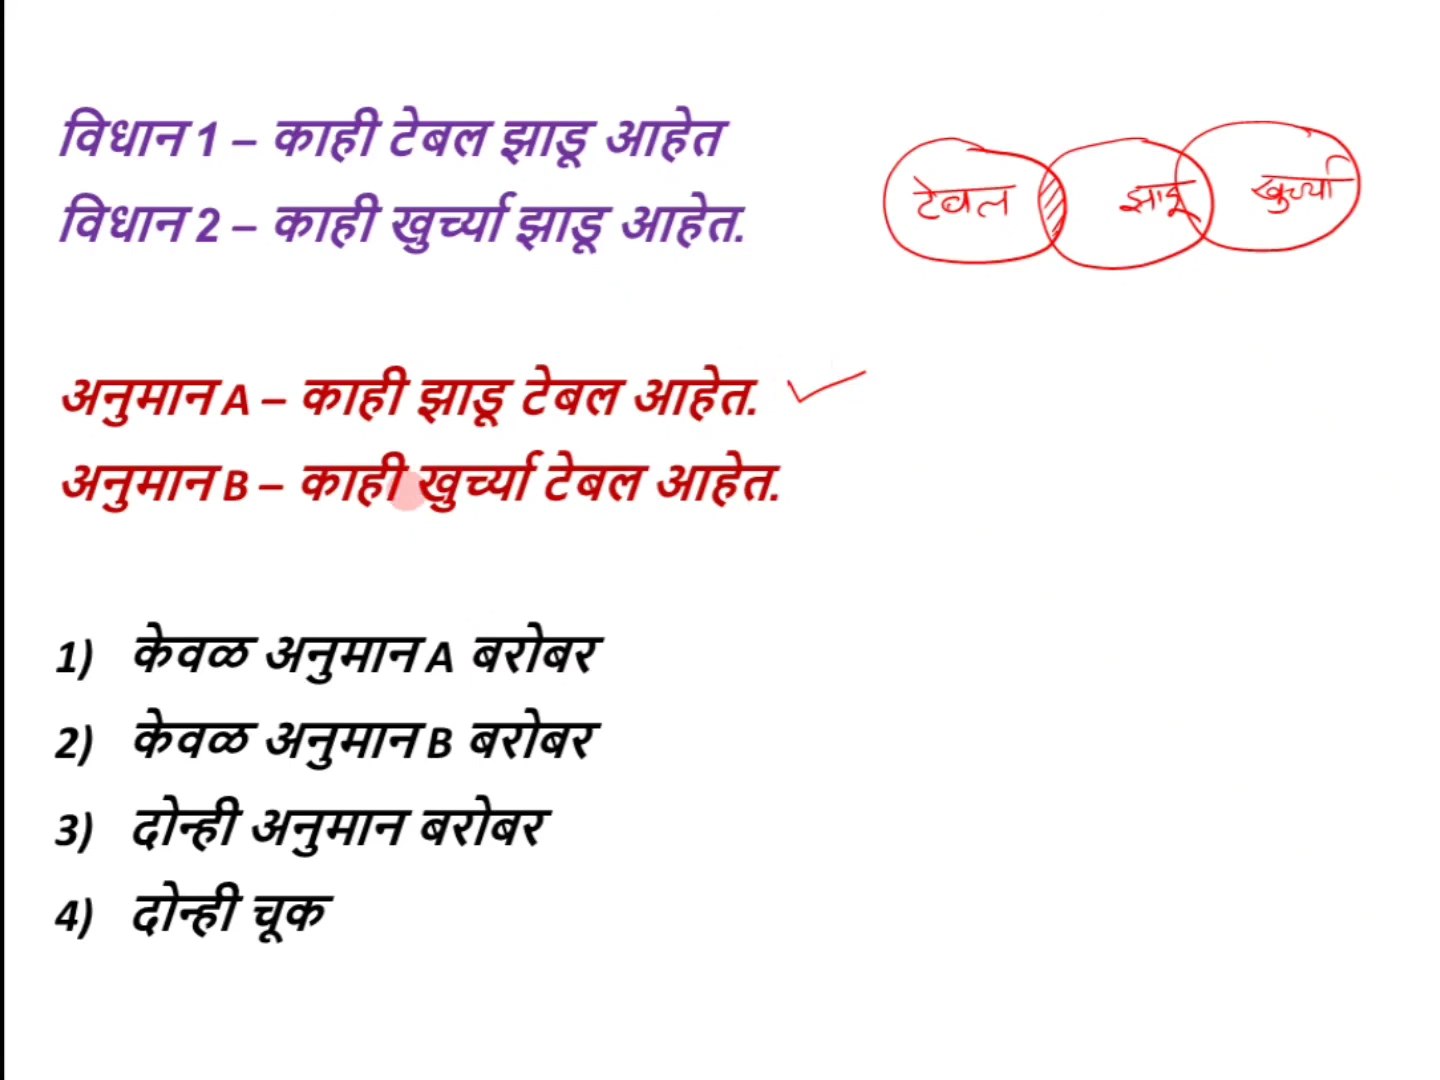 विधान 1 – काही टेबल झाडू आहेत
विधान 2 – काही खुर्च्या झाडू आहेत.
टेबल झाडू खुर्च्या
अनुमान A – काही झाडू टेबल आहेत.
अनुमान B – काही खुर्च्या टेबल आहेत.
1) केवळ अनुमान A बरोबर
2) केवळ अनुमान B बरोबर
3) दोन्ही अनुमान बरोबर
4) दोन्ही चूक